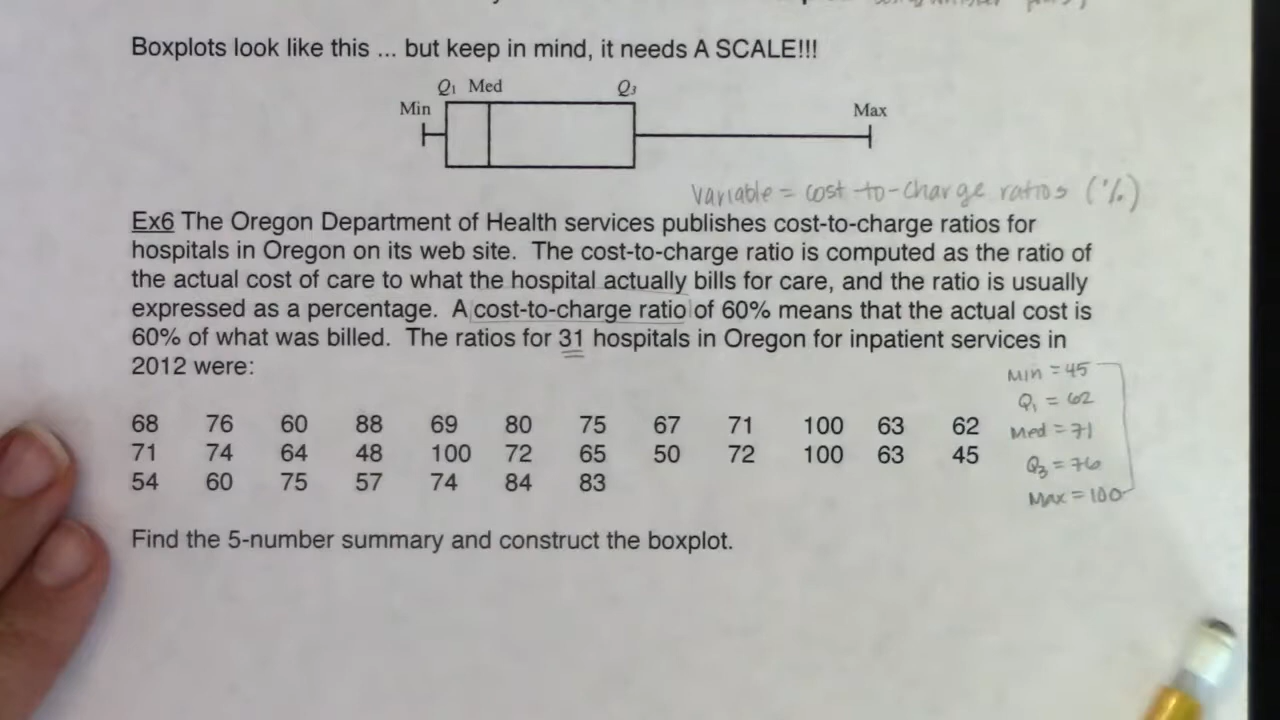 Boxplots look like this ... but keep in mind, it needs A SCALE!!!
Q₁ Med Q₃
Min Max
variable = cost-to-charge ratios (%)
Ex6 The Oregon Department of Health services publishes cost-to-charge ratios for
hospitals in Oregon on its web site. The cost-to-charge ratio is computed as the ratio of
the actual cost of care to what the hospital actually bills for care, and the ratio is usually
expressed as a percentage. A cost-to-charge ratio of 60% means that the actual cost is
60% of what was billed. The ratios for 31 hospitals in Oregon for inpatient services in
2012 were:
68 76 60 88 69 80 75 67 71 100 63 62
71 74 64 48 100 72 65 50 72 100 63 45
54 60 75 57 74 84 83
Min = 45
Q₁ = 62
Med = 71
Q₃ = 76
Max = 100
Find the 5-number summary and construct the boxplot.